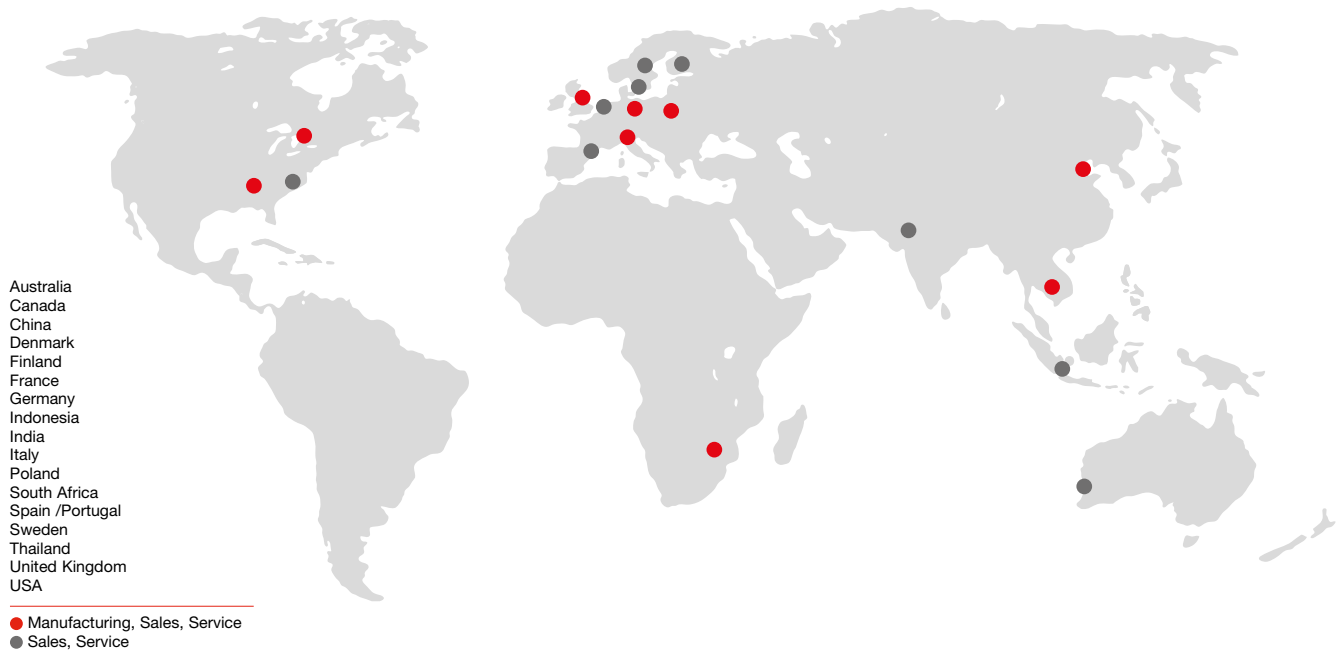 Australia
Canada
China
Denmark
Finland
France
Germany
Indonesia
India
Italy
Poland
South Africa
Spain /Portugal
Sweden
Thailand
United Kingdom
USA
Manufacturing, Sales, Service
Sales, Service